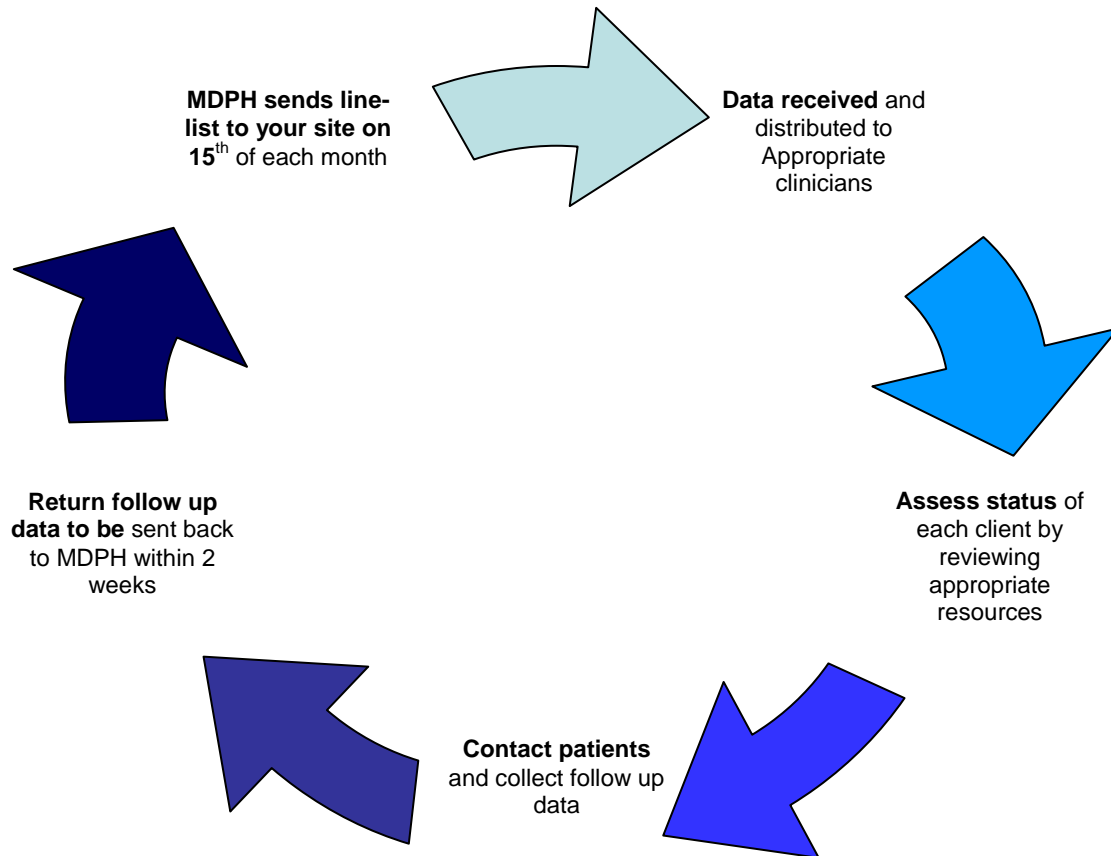 MDPH sends line-
list to your site on
15th of each month
Data received and
distributed to
Appropriate
clinicians
Assess status of
each client by
reviewing
appropriate
resources
Contact patients
and collect follow up
data
Return follow up
data to be sent back
to MDPH within 2
weeks